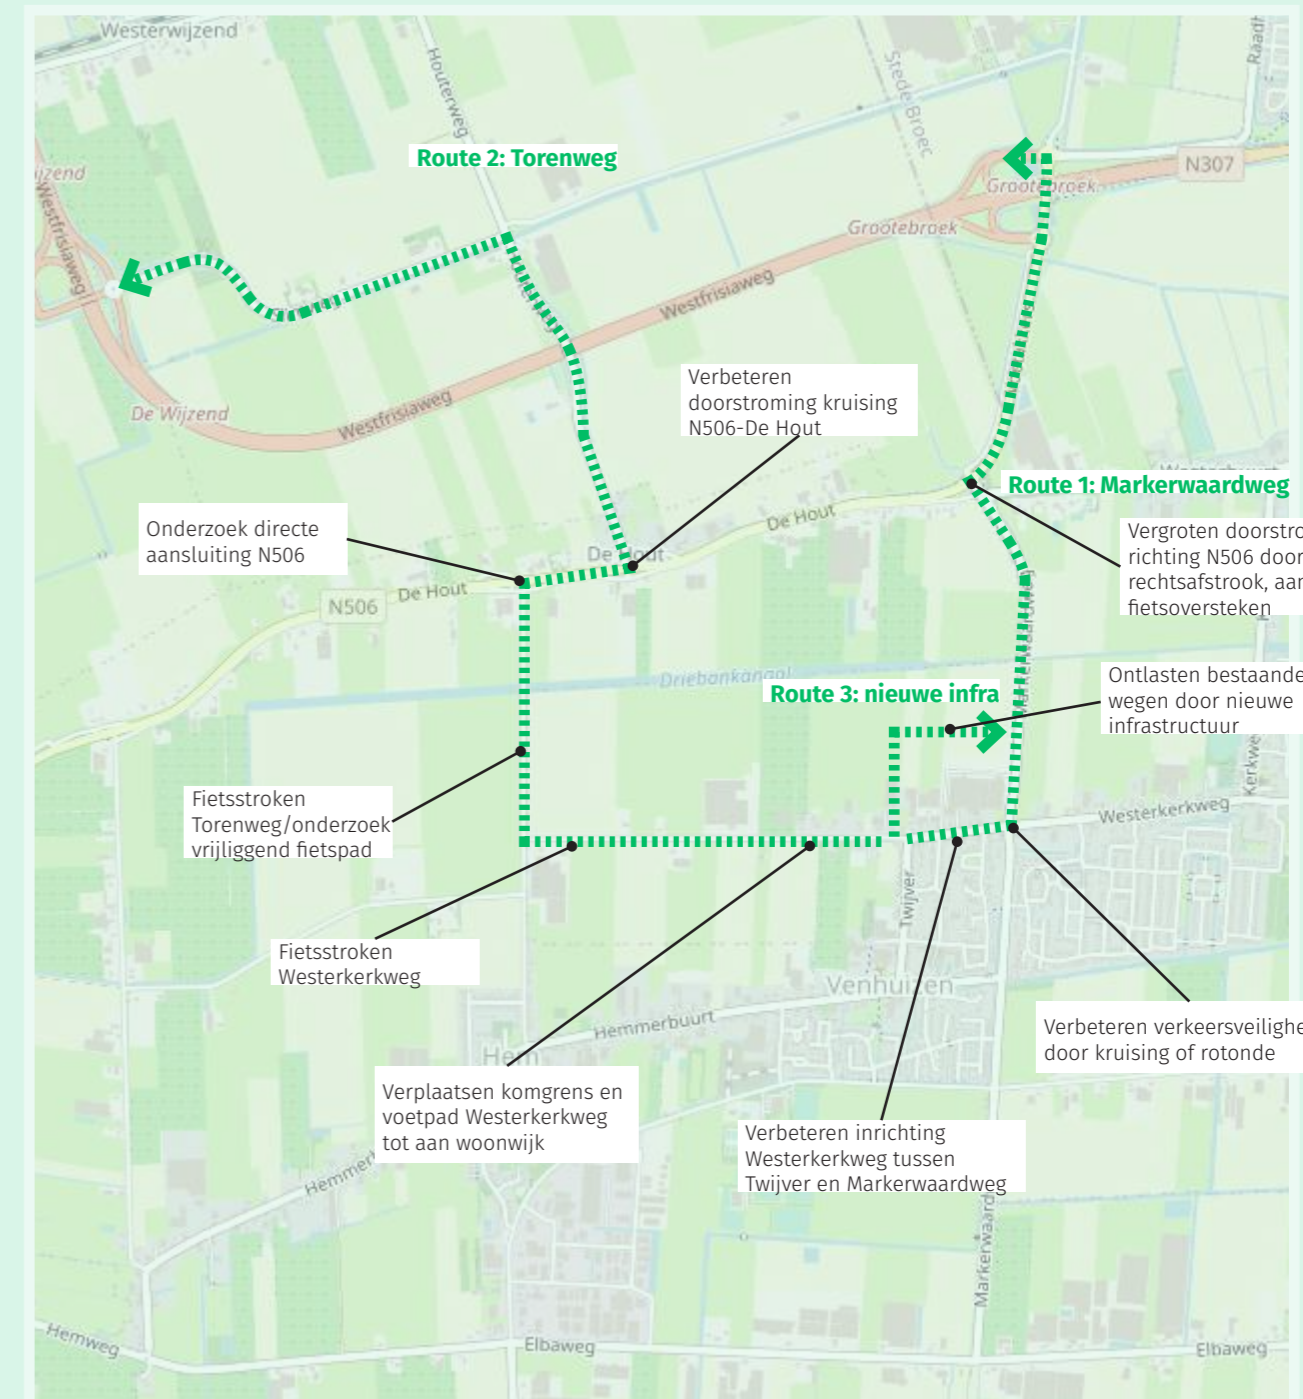 Westerwijzend
Houterweg
Stede Broec
Route 2: Torenweg
N307
Grootebroek
Grootebroek
Westfrisiaweg
Westfrisiaweg
De Wijzend
Westfrisiaweg
Verbeteren
doorstroming kruising
N506-De Hout
Route 1: Markerwaardweg
De Hout
Onderzoek directe
aansluiting N506
De Hout
De Hout
N506
Vergroten doorstro
richting N506 door
rechtsafstrook, aan
fietsoversteken
Driebankanaal
Markerwaardweg
Route 3: nieuwe infra
Ontlasten bestaande
wegen door nieuwe
infrastructuur
Kerkwe
Westerkerkweg
Fietsstroken
Torenweg/onderzoek
vrijliggend fietspad
Twijver
Fietsstroken
Westerkerkweg
Venhuizen
Hemmerbuurt
Hem
Verbeteren verkeersveilighe
door kruising of rotonde
Verplaatsen komgrens en
voetpad Westerkerkweg
tot aan woonwijk
Verbeteren inrichting
Westerkerkweg tussen
Twijver en Markerwaardweg
Hemweg
Elbaweg
Elbaweg